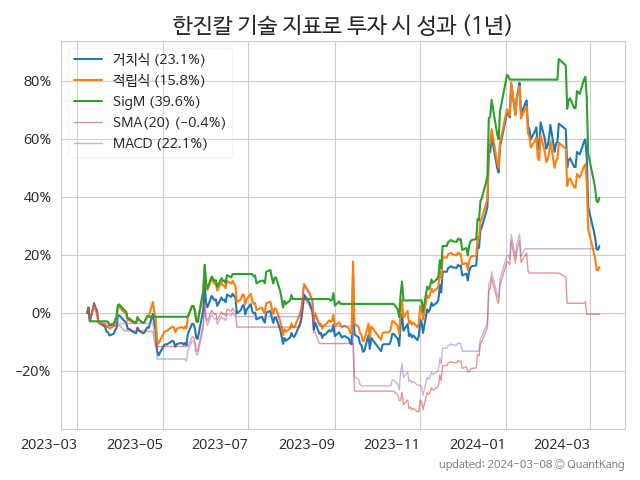 한진칼 기술 지표로 투자 시 성과 (1년)
거치식 (23.1%)
적립식 (15.8%)
SigM (39.6%)
SMA(20) (−0.4%)
MACD (22.1%)
80%
60%
40%
20%
0%
−20%
2023−03 2023−05 2023−07 2023−09 2023−11 2024−01 2024−03
updated: 2024−03−08 © QuantKang